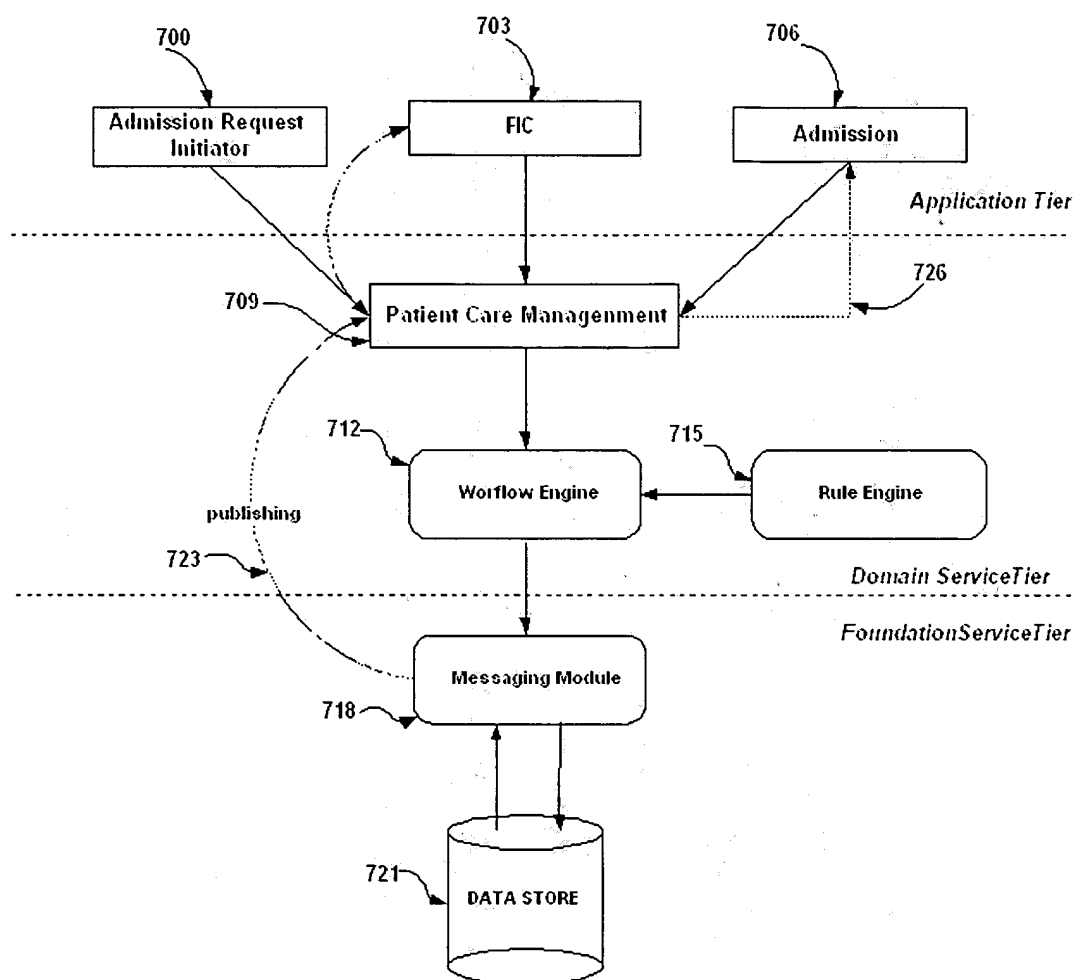 700
703
706
Admission Request
Initiator
FIC
Admission
Application Tier
726
709
Patient Care Managenment
712
715
Worflow Engine
Rule Engine
publishing
723
Domain ServiceTier
FoundationServiceTier
Messaging Module
718
721
DATA STORE